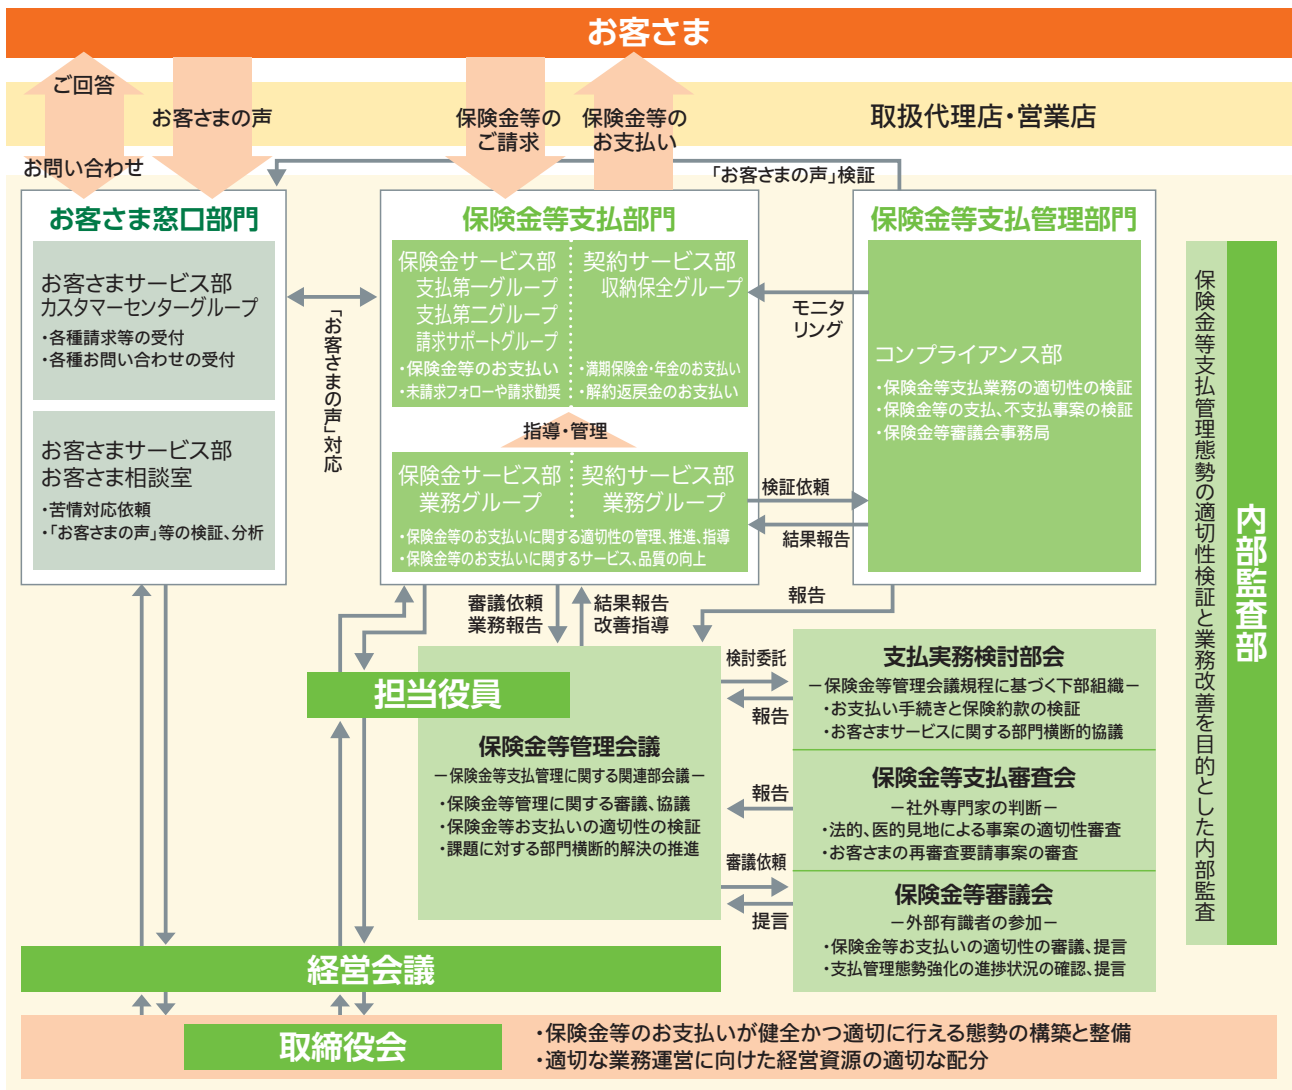 お客さま
ご回答
お客さまの声
お問い合わせ
保険金等の
ご請求
保険金等の
お支払い
取扱代理店・営業店
「お客さまの声」検証
お客さま窓口部門
お客さまサービス部
カスタマーセンターグループ
・各種請求等の受付
・各種お問い合わせの受付
お客さまサービス部
お客さま相談室
・苦情対応依頼
・「お客さまの声」等の検証、分析
「お客さまの声」対応
保険金等支払部門
保険金サービス部
支払第一グループ
支払第二グループ
請求サポートグループ
・保険金等のお支払い
・未請求フォローや請求勧奨
契約サービス部
収納保全グループ
・満期保険金・年金のお支払い
・解約返戻金のお支払い
指導・管理
保険金サービス部
業務グループ
契約サービス部
業務グループ
・保険金等のお支払いに関する適切性の管理、推進、指導
・保険金等のお支払いに関するサービス、品質の向上
モニタ
リング
検証依頼
結果報告
保険金等支払管理部門
コンプライアンス部
・保険金等支払業務の適切性の検証
・保険金等の支払、不支払事案の検証
・保険金等審議会事務局
保険金等支払管理態勢の適切性検証と業務改善を目的とした内部監査
内部監査部
審議依頼
業務報告
結果報告
改善指導
報告
担当役員
保険金等管理会議
－保険金等支払管理に関する関連部会議－
・保険金等管理に関する審議、協議
・保険金等お支払いの適切性の検証
・課題に対する部門横断的解決の推進
検討委託
報告
報告
審議依頼
提言
支払実務検討部会
－保険金等管理会議規程に基づく下部組織－
・お支払い手続きと保険約款の検証
・お客さまサービスに関する部門横断的協議
保険金等支払審査会
－社外専門家の判断－
・法的、医的見地による事案の適切性審査
・お客さまの再審査要請事案の審査
保険金等審議会
－外部有識者の参加－
・保険金等お支払いの適切性の審議、提言
・支払管理態勢強化の進捗状況の確認、提言
経営会議
取締役会
・保険金等のお支払いが健全かつ適切に行える態勢の構築と整備
・適切な業務運営に向けた経営資源の適切な配分